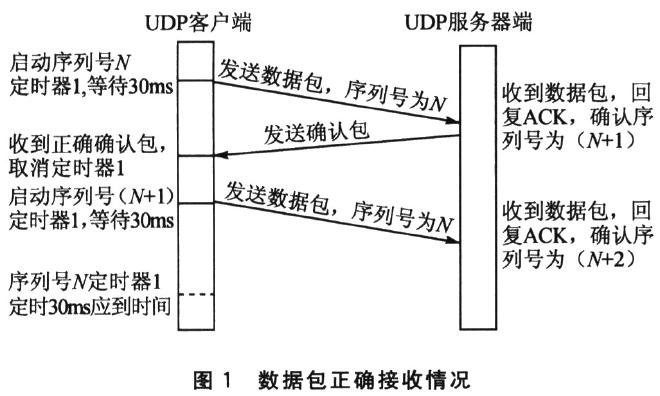 UDP客户端
UDP服务器端
启动序列号N
定时器1,等待30ms
发送数据包，序列号为N
收到数据包，回
复ACK，确认序
列号为（N+1）
发送确认包
收到正确确认包，
取消定时器1
启动序列号(N+1)
定时器1，等待30ms
发送数据包，序列号为N
收到数据包，回
复ACK，确认序
列号为（N+2）
序列号N定时器1
定时30ms应到时间
图 1 数据包正确接收情况